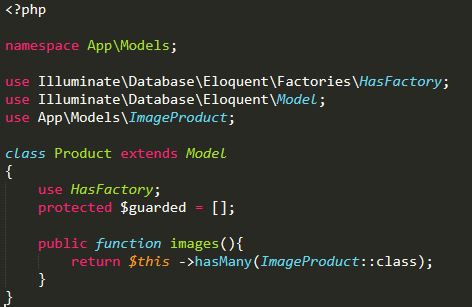 <?php
namespace App\Models;
use Illuminate\Database\Eloquent\Factories\HasFactory;
use Illuminate\Database\Eloquent\Model;
use App\Models\ImageProduct;
class Product extends Model
{
use HasFactory;
protected $guarded = [];
public function images(){
return $this ->hasMany(ImageProduct::class);
}
}